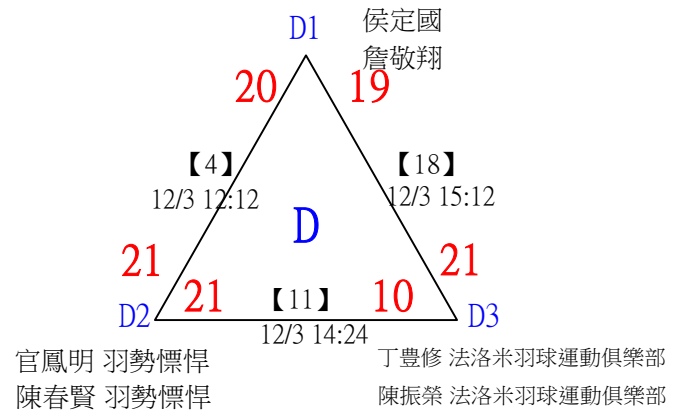 D1
侯定國
詹敬翔
20
19
【4】
12/3 12:12
【18】
12/3 15:12
D
21
21
21
【11】
10
D2
D3
12/3 14:24
官鳳明 羽勢慓悍
陳春賢 羽勢慓悍
丁豊修 法洛米羽球運動俱樂部
陳振榮 法洛米羽球運動俱樂部